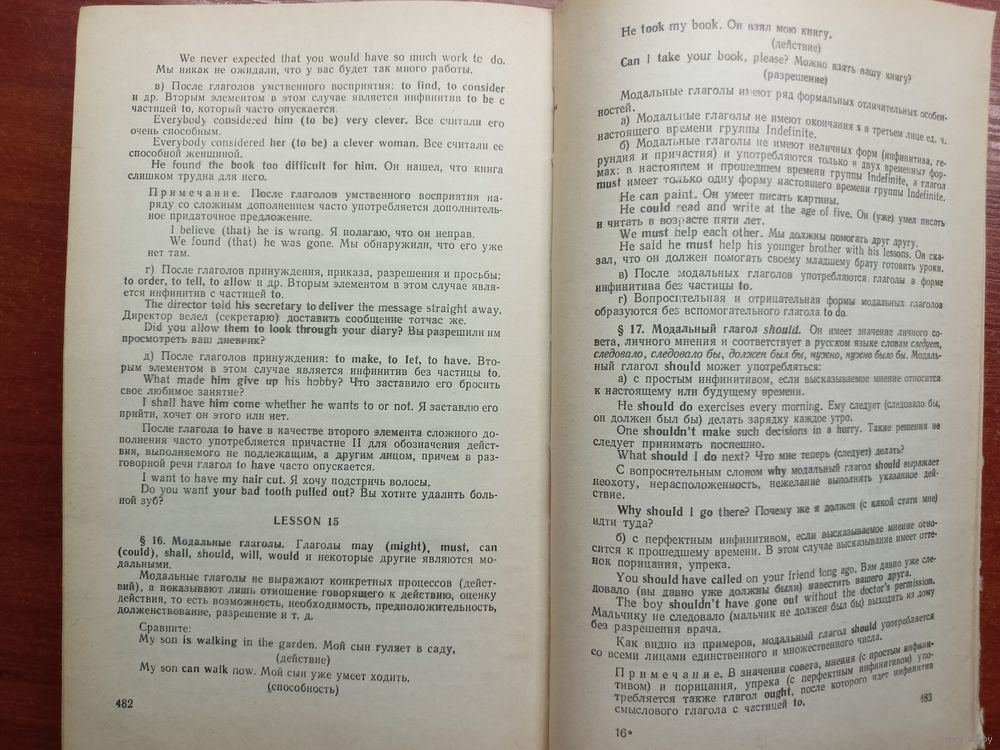 We never expected that you would have so much work to do.
Мы никак не ожидали, что у вас будет так много работы.
в) После глаголов умственного восприятия: to find, to consider
и др. Вторым элементом в этом случае является инфинитив to be с
частицей to, который часто опускается.
Everybody considered him (to be) very clever. Все считали его
очень способным.
Everybody considered her (to be) a clever woman. Все считали ее
способной женщиной.
He found the book too difficult for him. Он нашел, что книга
слишком трудна для него.
Примечание. После глаголов умственного восприятия на-
ряду со сложным дополнением часто употребляется дополнитель-
ное придаточное предложение.
I believe (that) he is wrong. Я полагаю, что он неправ.
We found (that) he was gone. Мы обнаружили, что его уже
нет там.
г) После глаголов принуждения, приказа, разрешения и просьбы:
to order, to tell, to allow и др. Вторым элементом в этом случае явля-
ется инфинитив с частицей to.
The director told his secretary to deliver the message straight away.
Директор велел (секретарю) доставить сообщение тотчас же.
Did you allow them to look through your diary? Вы разрешили им
просмотреть ваш дневник?
д) После глаголов принуждения: to make, to let, to have. Вто-
рым элементом в этом случае является инфинитив без частицы to.
What made him give up his hobby? Что заставило его бросить
свое любимое занятие?
I shall have him come whether he wants to or not. Я заставлю его
прийти, хочет он этого или нет.
После глагола to have в качестве второго элемента сложного до-
полнения часто употребляется причастие II для обозначения дейст-
вия, выполняемого не подлежащим, а другим лицом, причем в раз-
говорной речи глагол to have часто опускается.
I want to have my hair cut. Я хочу подстричь волосы.
Do you want your bad tooth pulled out? Вы хотите удалить боль-
ной зуб?
LESSON 15
§ 16. Модальные глаголы. Глаголы may (might), must, can
(could), shall, should, will, would и некоторые другие являются мо-
дальными.
Модальные глаголы не выражают конкретных процессов (дейст-
вий), а показывают лишь отношение говорящего к действию, оценку
действия, то есть возможность, необходимость, предположительность,
долженствование, разрешение и т. д.
Сравните:
My son is walking in the garden. Мой сын гуляет в саду,
(действие)
My son can walk now. Мой сын уже умеет ходить,
(способность)
482
He took my book. Он взял мою книгу.
(действие)
Can I take your book, please? Можно взять вашу книгу?
(разрешение)
Модальные глаголы имеют ряд формальных отличительных особен-
ностей.
а) Модальные глаголы не имеют окончания s в третьем лице ед. ч.
настоящего времени группы Indefinite.
б) Модальные глаголы не имеют неличных форм (инфинитива, ге-
рундия и причастия) и употребляются только в двух временных фор-
мах: в настоящем и прошедшем времени группы Indefinite, а глагол
must имеет только одну форму настоящего времени группы Indefinite.
He can paint. Он умеет писать картины.
He could read and write at the age of five. Он (уже) умел писать
и читать в возрасте пяти лет.
We must help each other. Мы должны помогать друг другу.
He said he must help his younger brother with his lessons. Он ска-
зал, что он должен помогать своему младшему брату готовить уроки.
в) После модальных глаголов употребляются глаголы в форме
инфинитива без частицы to.
г) Вопросительная и отрицательная формы модальных глаголов
образуются без вспомогательного глагола to do.
§ 17. Модальный глагол should. Он имеет значение личного со-
вета, личного мнения и соответствует в русском языке словам следует,
следовало, следовало бы, должен был бы, нужно, нужно было бы. Модаль-
ный глагол should может употребляться:
а) с простым инфинитивом, если высказываемое мнение относится
к настоящему или будущему времени.
He should do exercises every morning. Ему следует (следовало бы,
он должен был бы) делать зарядку каждое утро.
One shouldn't make such decisions in a hurry. Такие решения не
следует принимать поспешно.
What should I do next? Что мне теперь (следует) делать?
С вопросительным словом why модальный глагол should выражает
неохоту, нерасположенность, нежелание выполнять указанное дей-
ствие.
Why should I go there? Почему же я должен (с какой стати мне)
идти туда?
б) с перфектным инфинитивом, если высказываемое мнение отно-
сится к прошедшему времени. В этом случае высказывание имеет отте-
нок порицания, упрека.
You should have called on your friend long ago. Вам давно уже сле-
довало (вы давно уже должны были) навестить вашего друга.
The boy shouldn't have gone out without the doctor's permission.
Мальчику не следовало (мальчик не должен был бы) выходить из дому
без разрешения врача.
Как видно из примеров, модальный глагол should употребляется
со всеми лицами единственного и множественного числа.
Примечание. В значении совета, мнения (с простым инфини-
тивом) и порицания, упрека (с перфектным инфинитивом) упо-
требляется также глагол ought, после которого идет инфинитив
смыслового глагола с частицей to.
483
16*